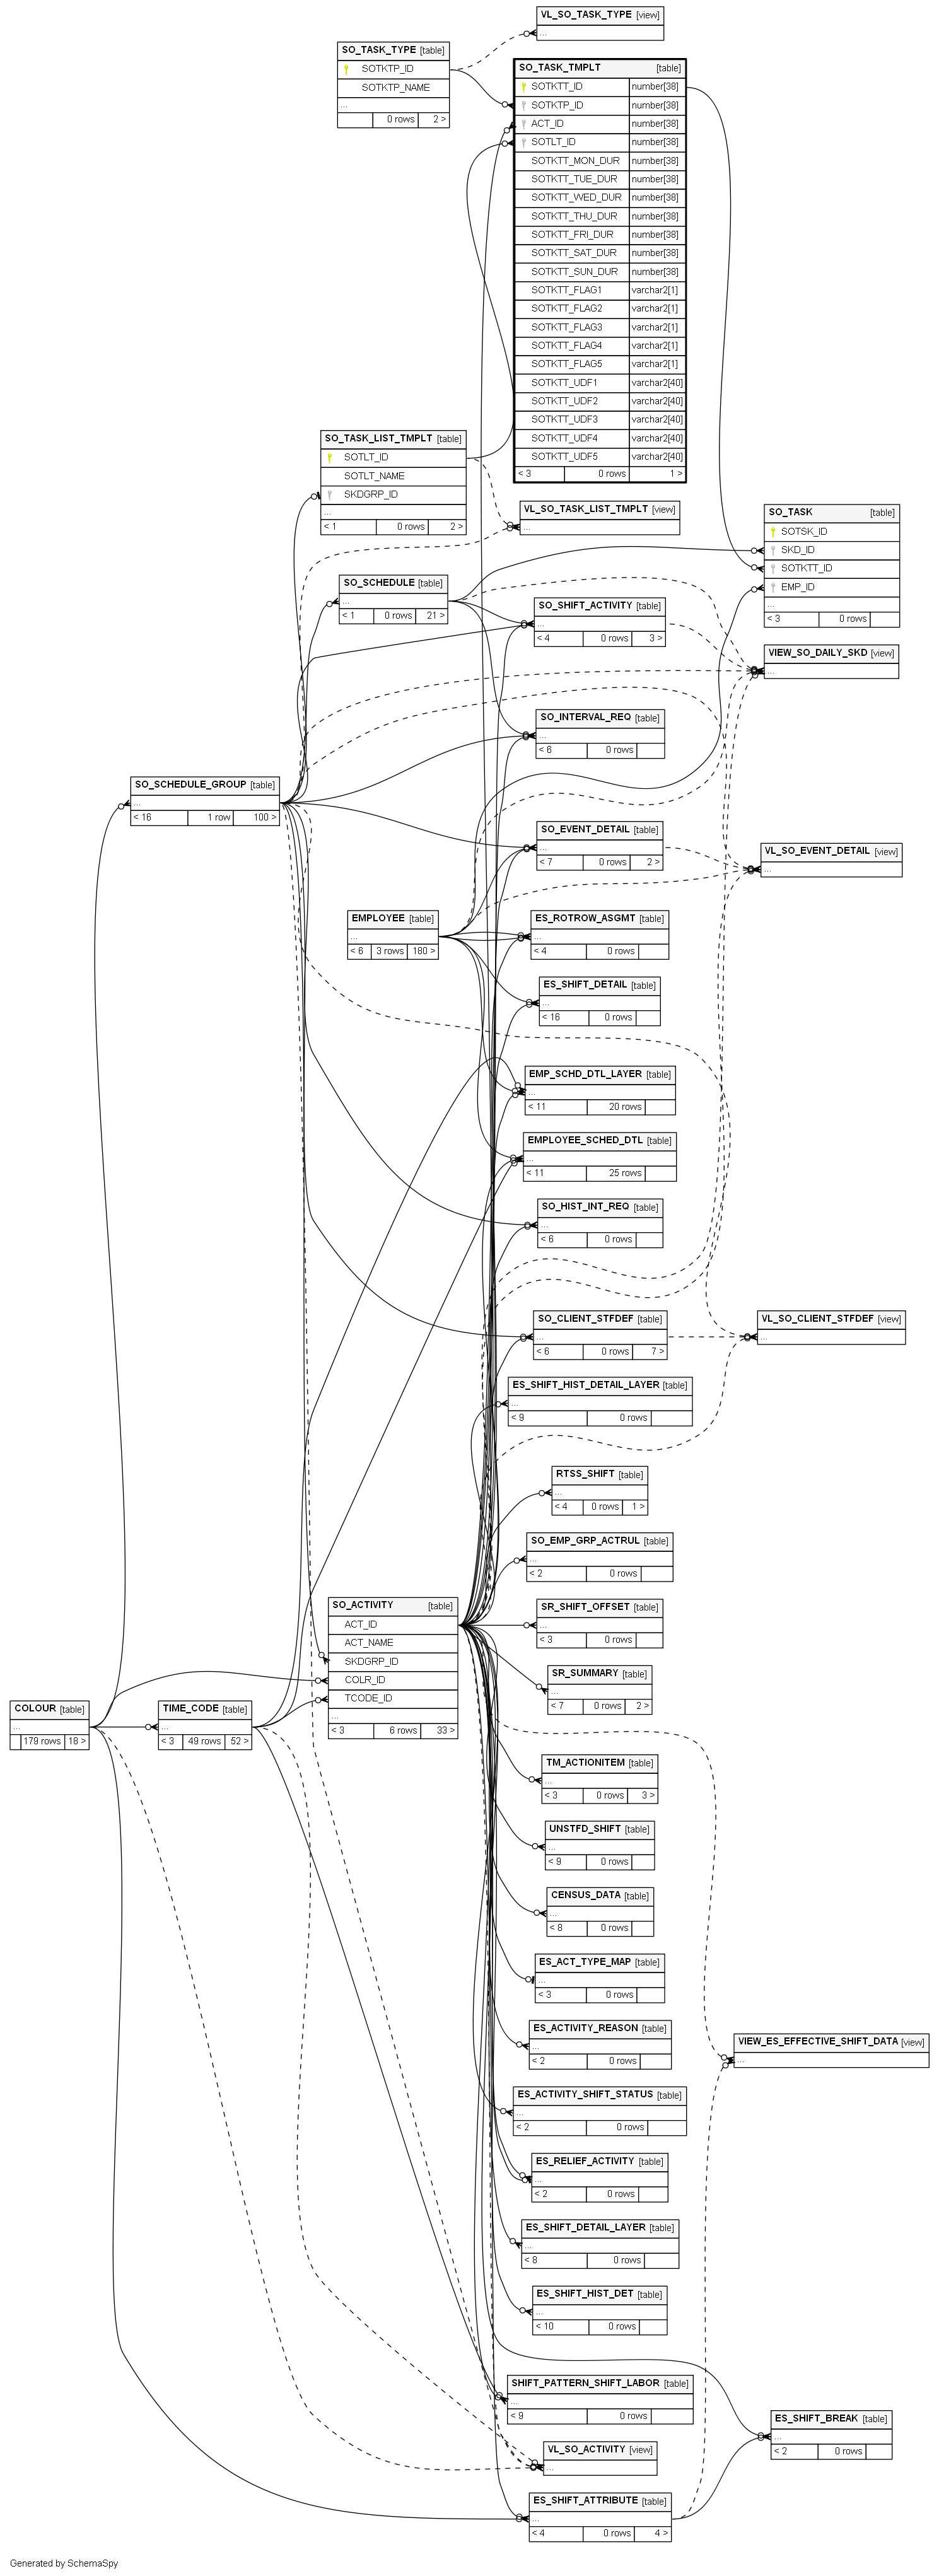 VL_SO_TASK_TYPE [view]
...
SO_TASK_TYPE [table]
SOTKTP_ID
SOTKTP_NAME
...
0 rows 2 >
SO_TASK_TMPLT [table]
SOTKTT_ID number[38]
SOTKTP_ID number[38]
ACT_ID number[38]
SOTLT_ID number[38]
SOTKTT_MON_DUR number[38]
SOTKTT_TUE_DUR number[38]
SOTKTT_WED_DUR number[38]
SOTKTT_THU_DUR number[38]
SOTKTT_FRI_DUR number[38]
SOTKTT_SAT_DUR number[38]
SOTKTT_SUN_DUR number[38]
SOTKTT_FLAG1 varchar2[1]
SOTKTT_FLAG2 varchar2[1]
SOTKTT_FLAG3 varchar2[1]
SOTKTT_FLAG4 varchar2[1]
SOTKTT_FLAG5 varchar2[1]
SOTKTT_UDF1 varchar2[40]
SOTKTT_UDF2 varchar2[40]
SOTKTT_UDF3 varchar2[40]
SOTKTT_UDF4 varchar2[40]
SOTKTT_UDF5 varchar2[40]
< 3 0 rows 1 >
SO_TASK_LIST_TMPLT [table]
SOTLT_ID
SOTLT_NAME
SKDGRP_ID
...
< 1 0 rows 2 >
VL_SO_TASK_LIST_TMPLT [view]
...
SO_TASK [table]
SOTSK_ID
SKD_ID
SOTKTT_ID
EMP_ID
...
< 3 0 rows
SO_SCHEDULE [table]
...
< 1 0 rows 21 >
SO_SHIFT_ACTIVITY [table]
...
< 4 0 rows 3 >
VIEW_SO_DAILY_SKD [view]
...
SO_INTERVAL_REQ [table]
...
< 6 0 rows
SO_SCHEDULE_GROUP [table]
...
< 16 1 row 100 >
SO_EVENT_DETAIL [table]
...
< 7 0 rows 2 >
VL_SO_EVENT_DETAIL [view]
...
EMPLOYEE [table]
...
< 6 3 rows 180 >
ES_ROTROW_ASGMT [table]
...
< 4 0 rows
ES_SHIFT_DETAIL [table]
...
< 16 0 rows
EMP_SCHD_DTL_LAYER [table]
...
< 11 20 rows
EMPLOYEE_SCHED_DTL [table]
...
< 11 25 rows
SO_HIST_INT_REQ [table]
...
< 6 0 rows
SO_CLIENT_STFDEF [table]
...
< 6 0 rows 7 >
VL_SO_CLIENT_STFDEF [view]
...
ES_SHIFT_HIST_DETAIL_LAYER [table]
...
< 9 0 rows
RTSS_SHIFT [table]
...
< 4 0 rows 1 >
SO_EMP_GRP_ACTRUL [table]
...
< 2 0 rows
SO_ACTIVITY [table]
ACT_ID
ACT_NAME
SKDGRP_ID
COLR_ID
TCODE_ID
...
< 3 6 rows 33 >
SR_SHIFT_OFFSET [table]
...
< 3 0 rows
SR_SUMMARY [table]
...
< 7 0 rows 2 >
COLOUR [table]
...
179 rows 18 >
TIME_CODE [table]
...
< 3 49 rows 52 >
TM_ACTIONITEM [table]
...
< 3 0 rows 3 >
UNSTFD_SHIFT [table]
...
< 9 0 rows
CENSUS_DATA [table]
...
< 8 0 rows
ES_ACT_TYPE_MAP [table]
...
< 3 0 rows
ES_ACTIVITY_REASON [table]
...
< 2 0 rows
VIEW_ES_EFFECTIVE_SHIFT_DATA [view]
...
ES_ACTIVITY_SHIFT_STATUS [table]
...
< 2 0 rows
ES_RELIEF_ACTIVITY [table]
...
< 2 0 rows
ES_SHIFT_DETAIL_LAYER [table]
...
< 8 0 rows
ES_SHIFT_HIST_DET [table]
...
< 10 0 rows
SHIFT_PATTERN_SHIFT_LABOR [table]
...
< 9 0 rows
ES_SHIFT_BREAK [table]
...
< 2 0 rows
VL_SO_ACTIVITY [view]
...
ES_SHIFT_ATTRIBUTE [table]
...
< 4 0 rows 4 >
Generated by SchemaSpy